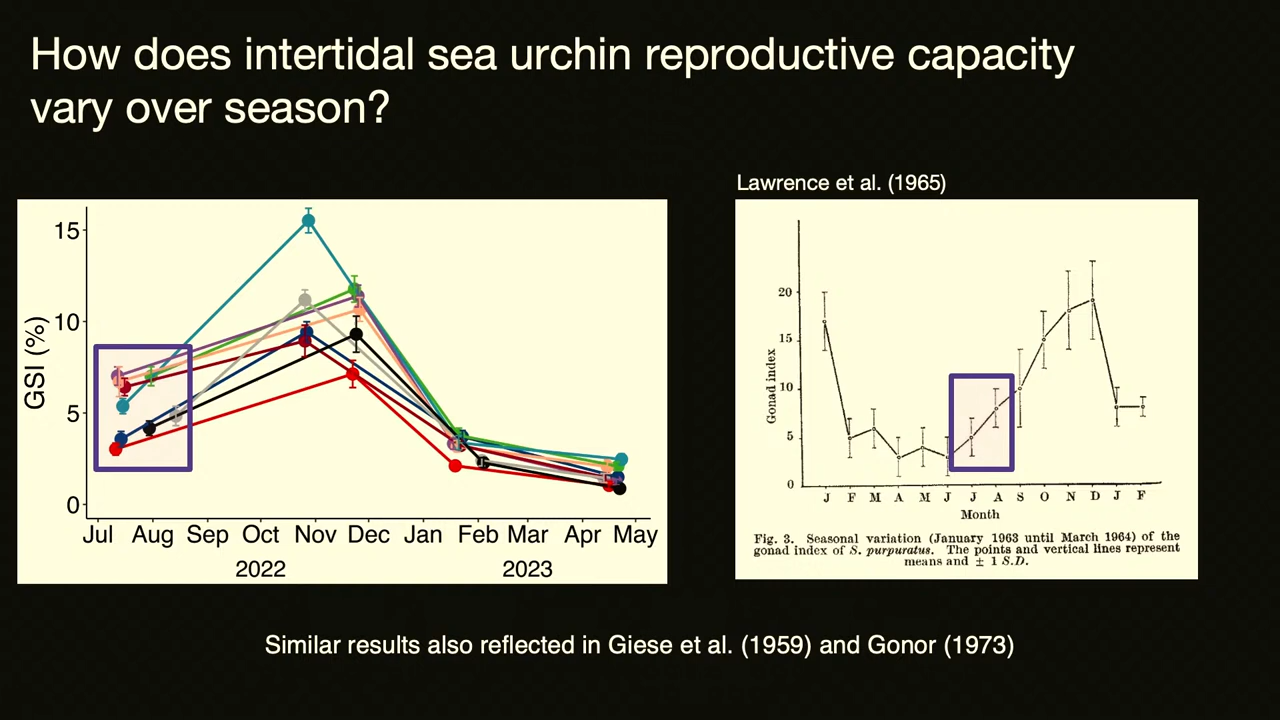 How does intertidal sea urchin reproductive capacity
vary over season?
Lawrence et al. (1965)
GSI (%)
15
10
5
0
Jul Aug Sep Oct Nov Dec Jan Feb Mar Apr May
2022 2023
Gonad index
20
15
10
5
0
J F M A M J J A S O N D J F
Month
Fig. 3. Seasonal variation (January 1963 until March 1964) of the
gonad index of S. purpuratus. The points and vertical lines represent
means and ± 1 S.D.
Similar results also reflected in Giese et al. (1959) and Gonor (1973)